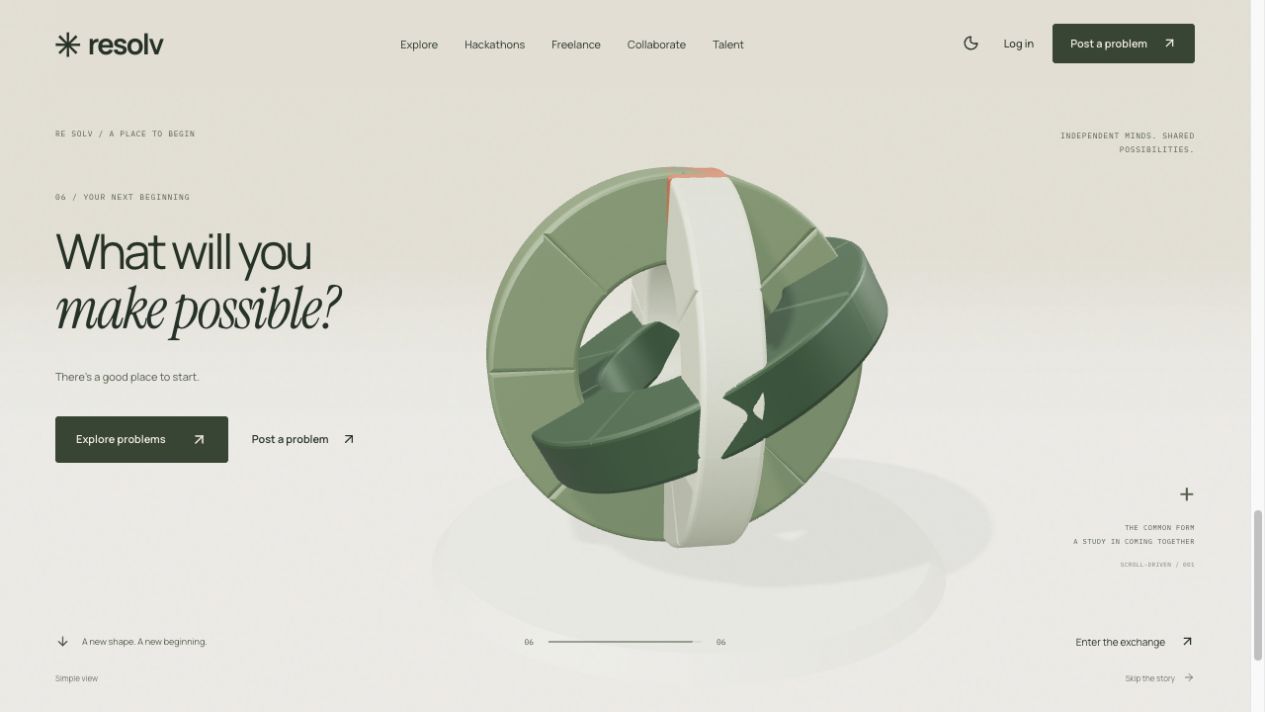 resolv
Explore Hackathons Freelance Collaborate Talent
Log in
Post a problem
RE SOLV / A PLACE TO BEGIN
INDEPENDENT MINDS. SHARED
POSSIBILITIES.
06 / YOUR NEXT BEGINNING
What will you
make possible?
There's a good place to start.
Explore problems
Post a problem
THE COMMON FORM
A STUDY IN COMING TOGETHER
SCROLL-DRIVEN / 001
A new shape. A new beginning.
06
06
Enter the exchange
Simple view
Skip the story